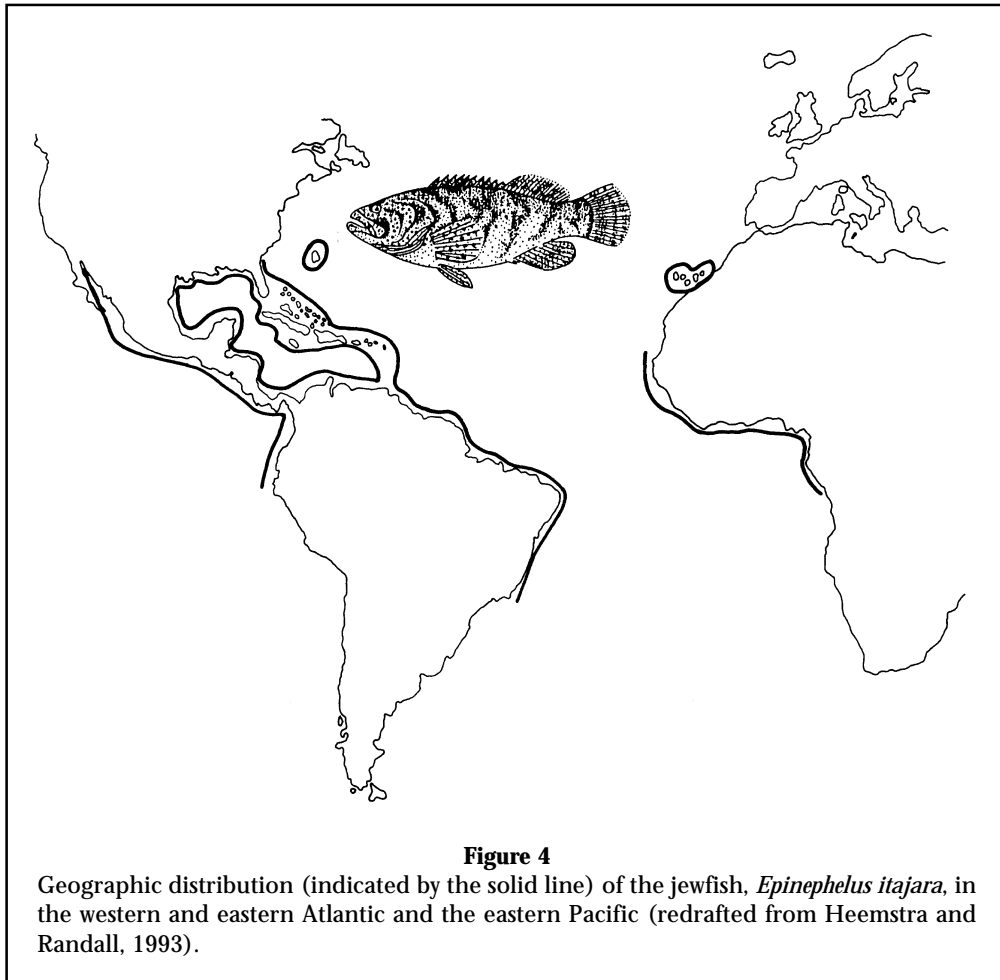 Figure 4
Geographic distribution (indicated by the solid line) of the jewfish, Epinephelus itajara, in
the western and eastern Atlantic and the eastern Pacific (redrafted from Heemstra and
Randall, 1993).